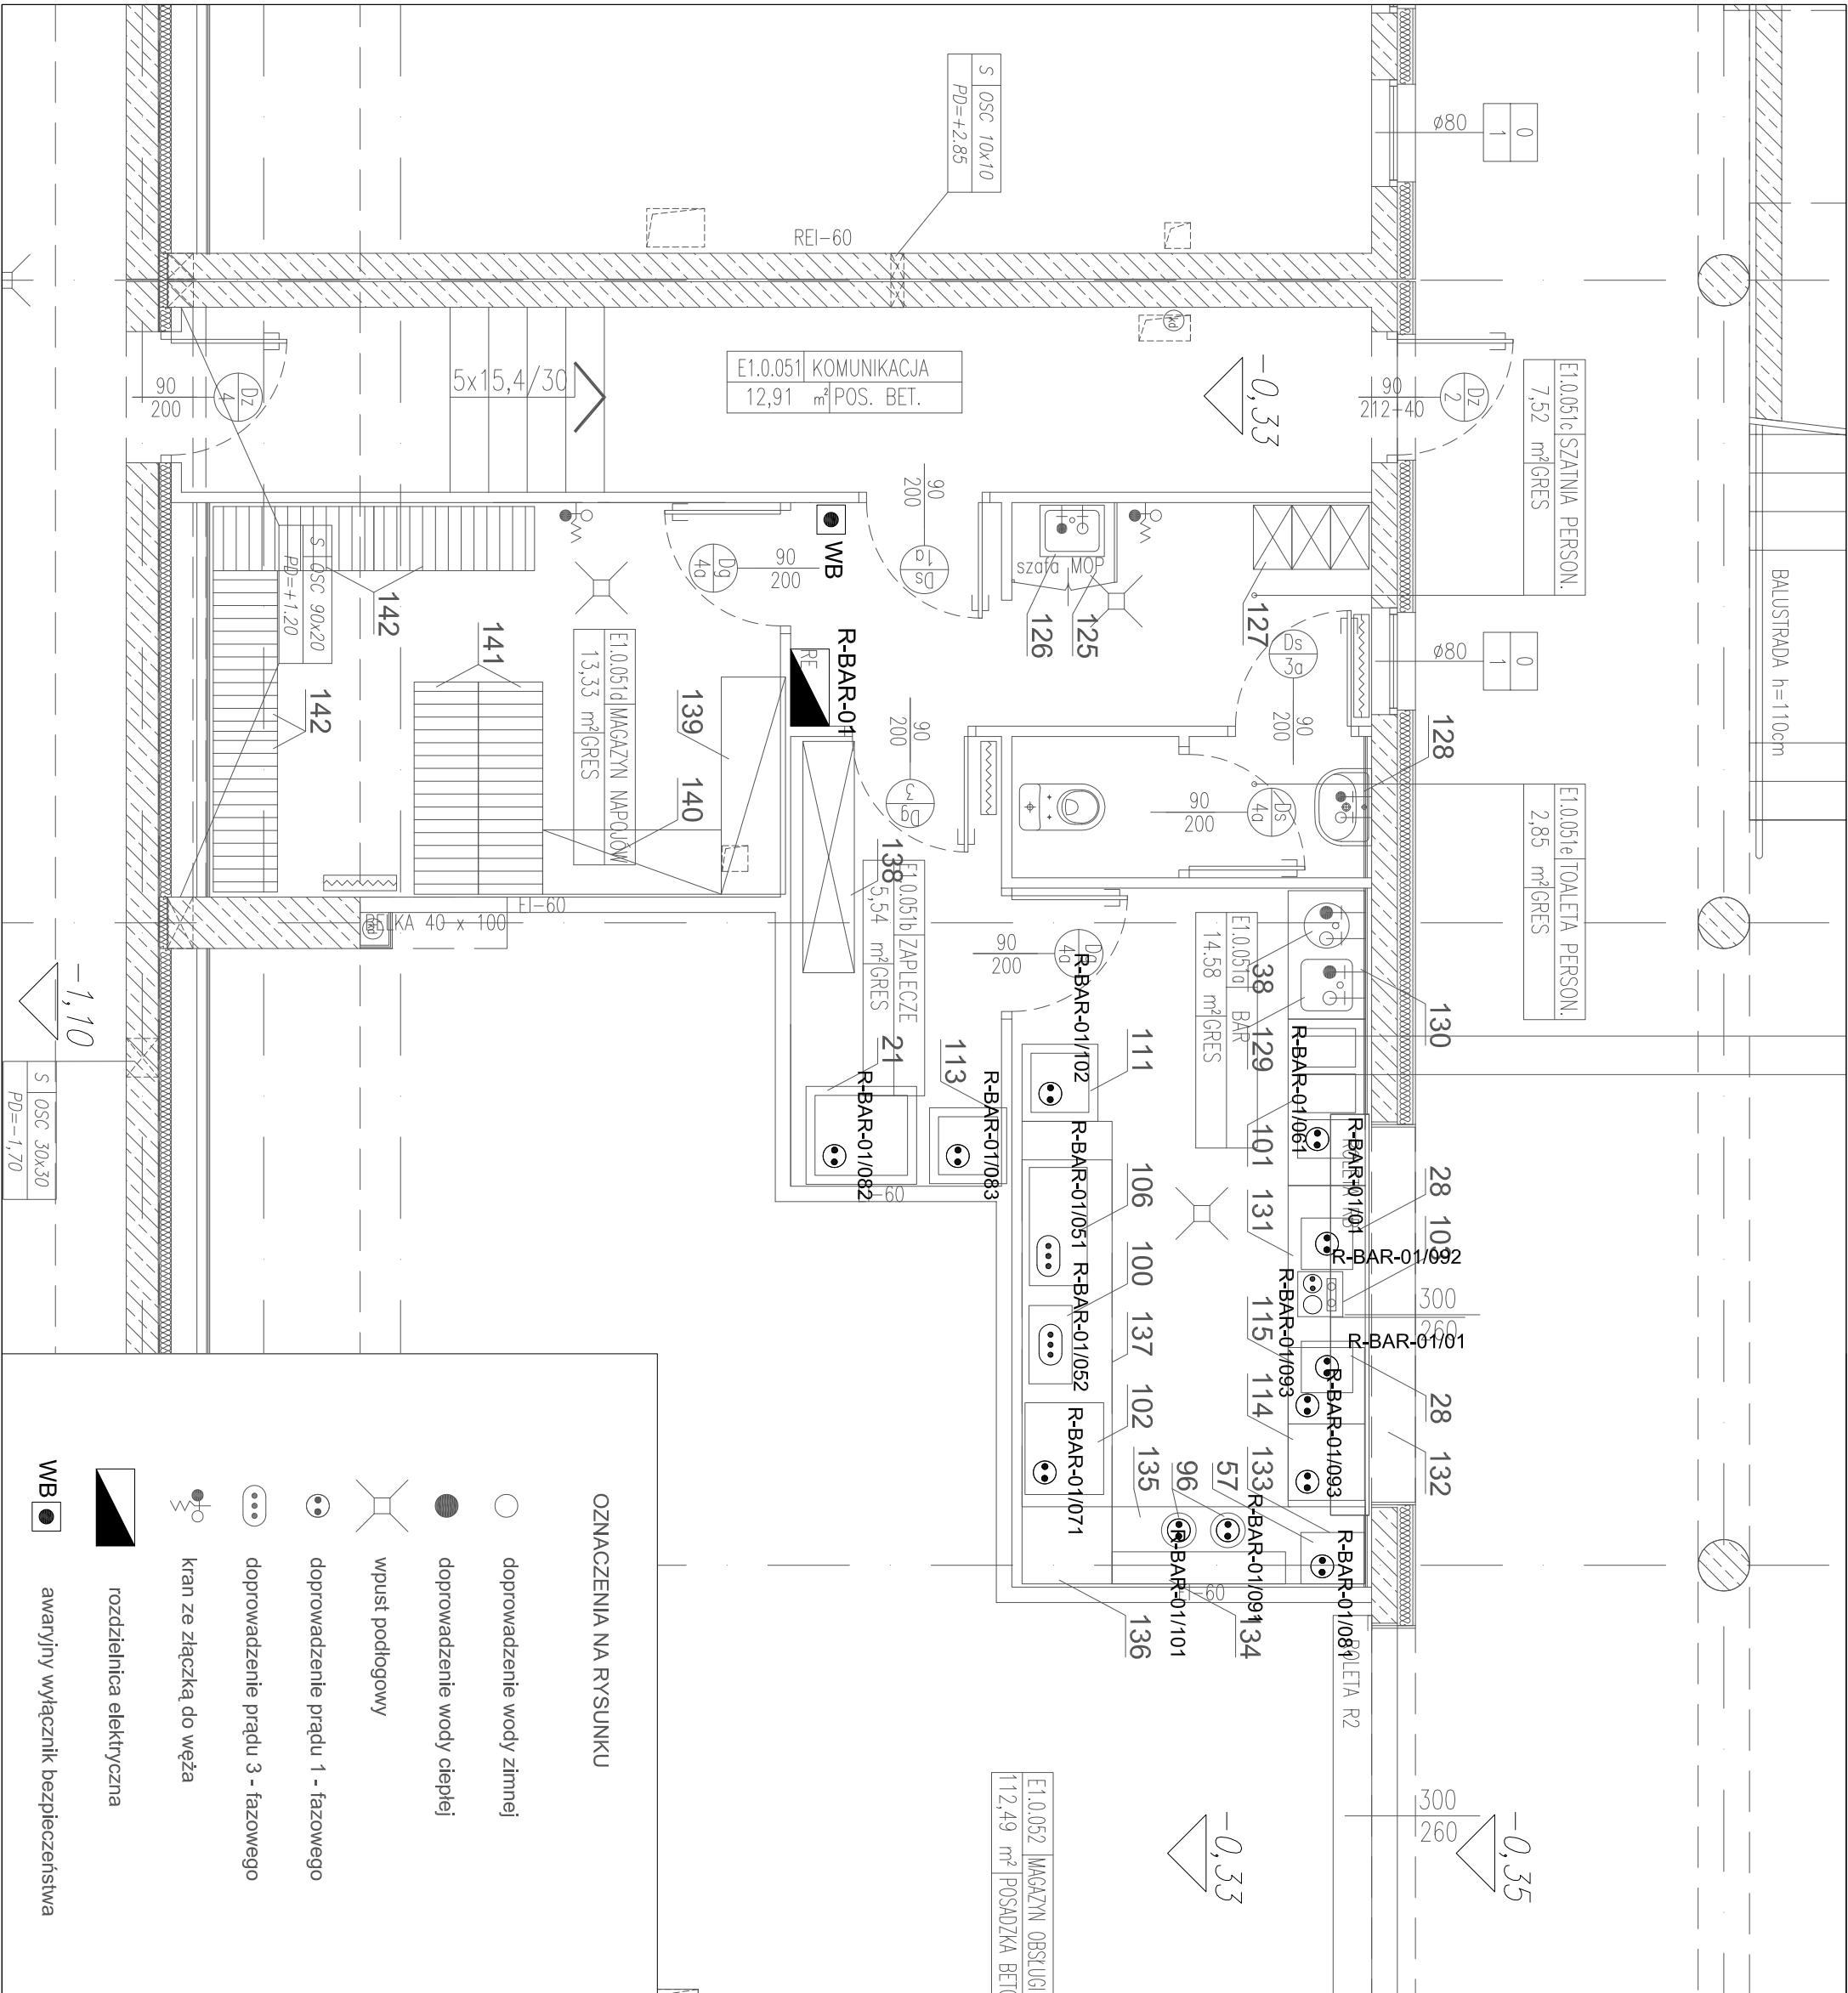 BALUSTRADA h=110cm
0
1
ø80
0
1
ø80
E1.0.051c SZATNIA PERSON.
7,52 m² GRES
E1.0.051e TOALETA PERSON.
2,85 m² GRES
S OSC 10x10
PD=+2.85
REI-60
E1.0.051 KOMUNIKACJA
12,91 m² POS. BET.
-0,33
90
212-40
Dz
2
90
200
Dz
4
5x15,4/30
kd
90
200
Ds
1a
90
200
Dg
4a
WB
szafa MOP
125
126
127
Ds
3a
90
200
128
Ds
4a
90
200
R-BAR-01
RE
90
200
Dg
3
S OSC 90x20
PD=+1.20
142
142
141
E1.0.051d MAGAZYN NAPOJÓW
13,33 m² GRES
139
140
138
E1.0.051b ZAPLECZE
5,54 m² GRES
EI-60
BELKA 40 x 100
-1,10
S OSC 30x30
PD=-1,70
90
200
Dg
4a
E1.0.051a BAR
14.58 m² GRES
38
129
130
101
131
115
114
133
57
96
135
28
103
28
132
300
260
21
113
111
106
100
137
102
136
134
R-BAR-01/102
R-BAR-01/061
R-BAR-01/01
R-BAR-01/092
R-BAR-01/01
R-BAR-01/093
R-BAR-01/093
R-BAR-01/082
R-BAR-01/083
R-BAR-01/051
R-BAR-01/052
R-BAR-01/071
R-BAR-01/091
R-BAR-01/101
R-BAR-01/081
-60
EI-60
ROLETA R2
300
260
-0,35
-0,33
E1.0.052 MAGAZYN OBSŁUGI
112,49 m² POSADZKA BETO
OZNACZENIA NA RYSUNKU
doprowadzenie wody zimnej
doprowadzenie wody ciepłej
wpust podłogowy
doprowadzenie prądu 1 - fazowego
doprowadzenie prądu 3 - fazowego
kran ze złączką do węża
rozdzielnica elektryczna
WB awaryjny wyłącznik bezpieczeństwa